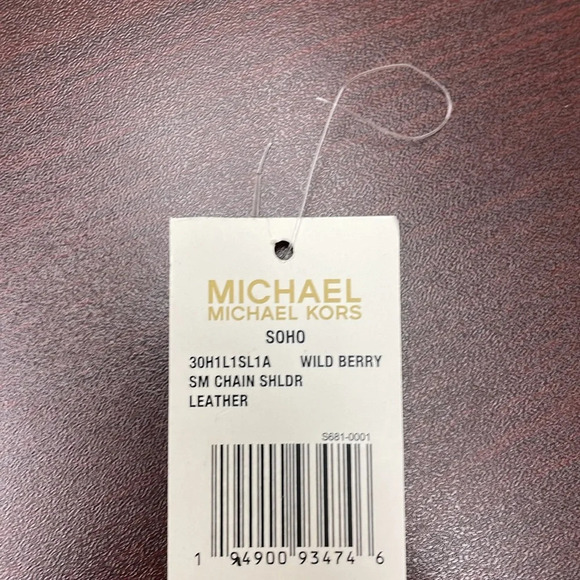 MICHAEL
MICHAEL KORS
SOHO
30H1L1SL1A WILD BERRY
SM CHAIN SHLDR
LEATHER
S681-0001
1 94900 93474 6